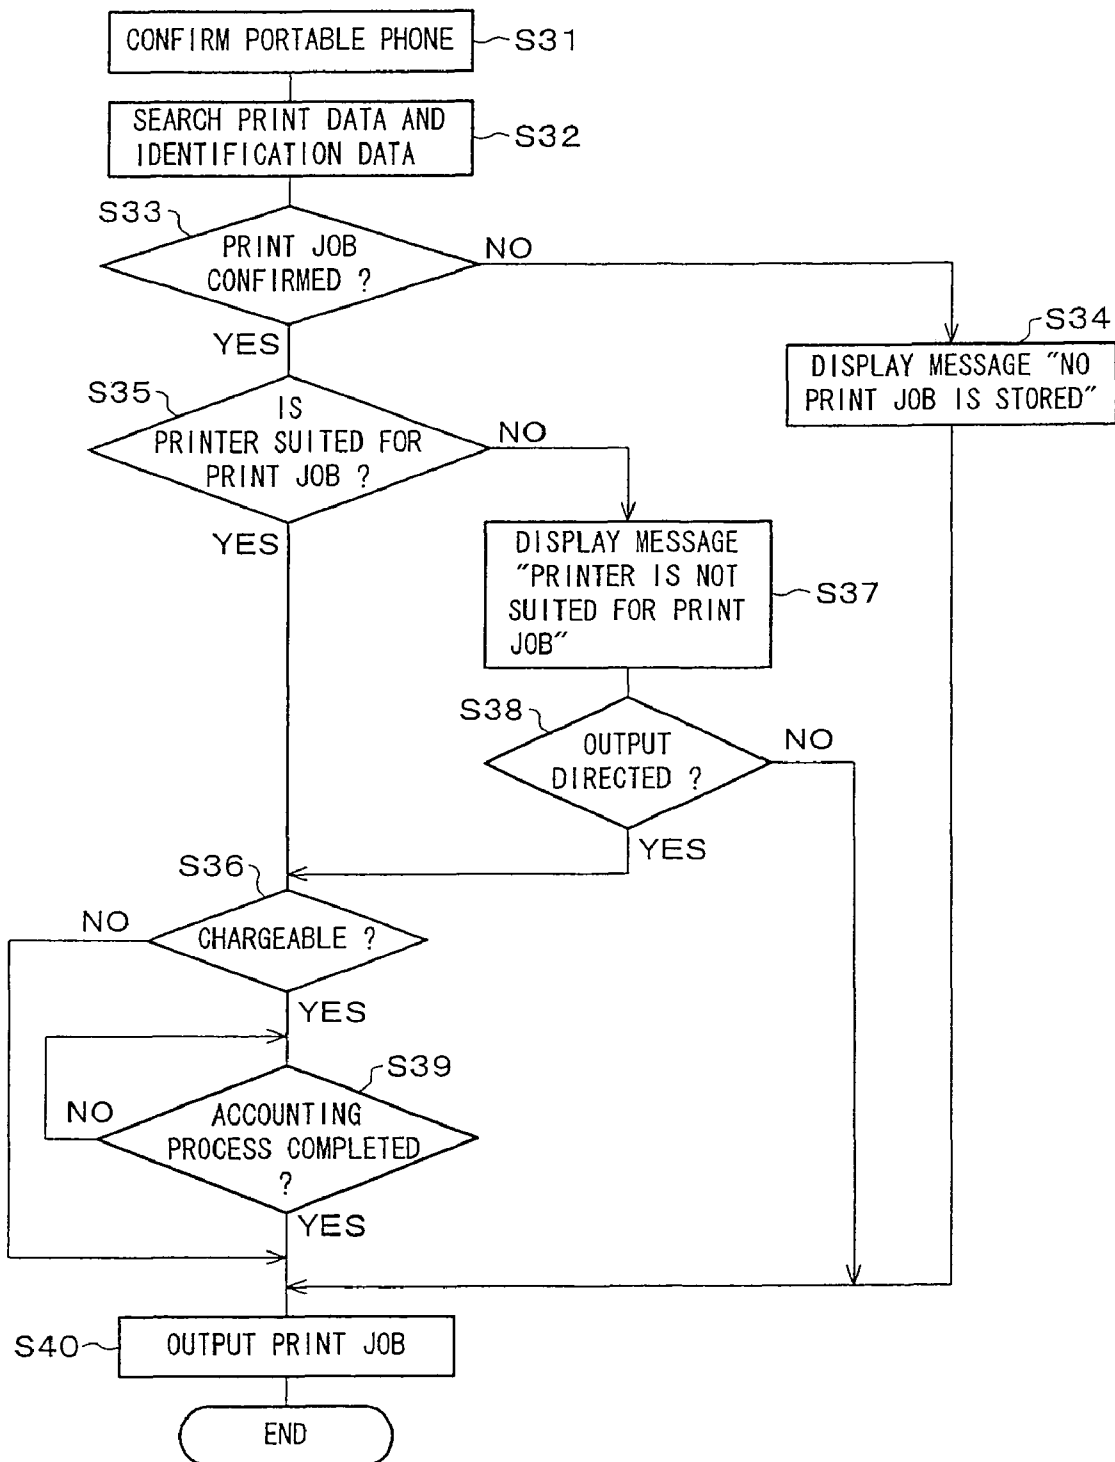 CONFIRM PORTABLE PHONE
S31
SEARCH PRINT DATA AND
IDENTIFICATION DATA
S32
S33
PRINT JOB
CONFIRMED ?
NO
YES
S34
DISPLAY MESSAGE "NO
PRINT JOB IS STORED"
S35
IS
PRINTER SUITED FOR
PRINT JOB ?
NO
YES
DISPLAY MESSAGE
"PRINTER IS NOT
SUITED FOR PRINT
JOB"
S37
S38
OUTPUT
DIRECTED ?
NO
YES
S36
CHARGEABLE ?
NO
YES
S39
ACCOUNTING
PROCESS COMPLETED
?
NO
YES
S40
OUTPUT PRINT JOB
END